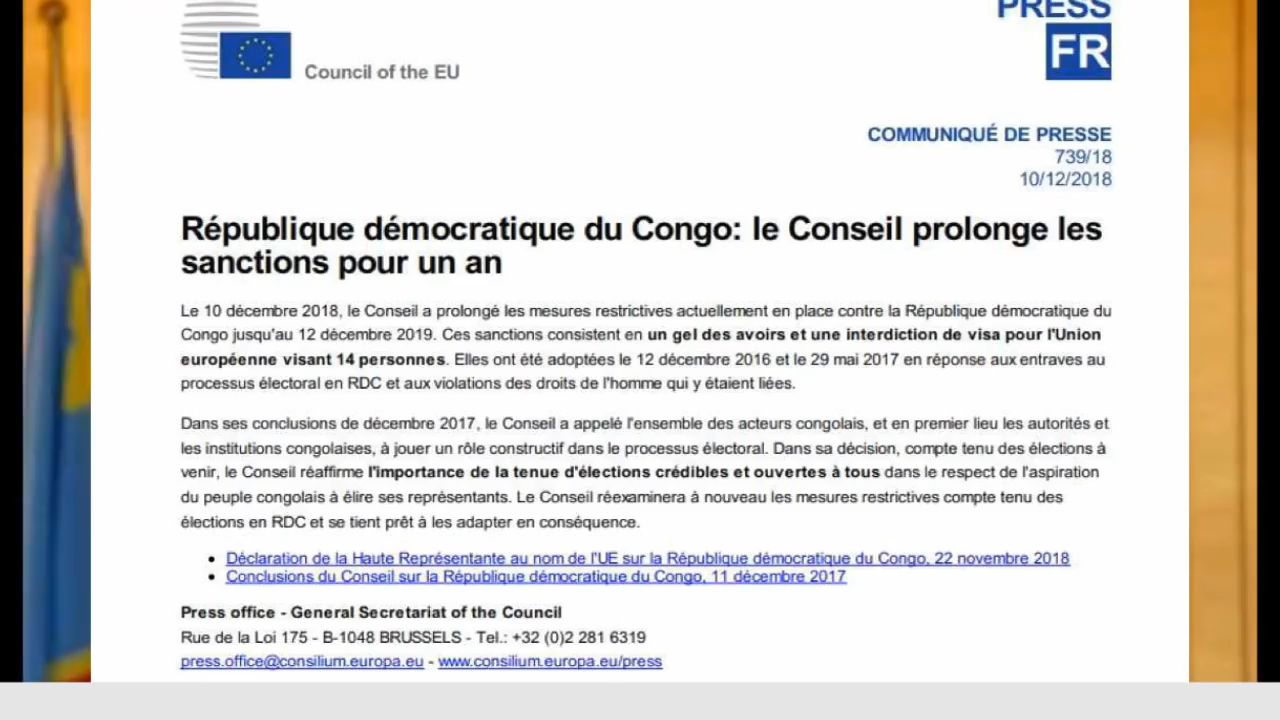 PRESS
FR
Council of the EU
COMMUNIQUÉ DE PRESSE
739/18
10/12/2018
République démocratique du Congo: le Conseil prolonge les
sanctions pour un an
Le 10 décembre 2018, le Conseil a prolongé les mesures restrictives actuellement en place contre la République démocratique du
Congo jusqu'au 12 décembre 2019. Ces sanctions consistent en un gel des avoirs et une interdiction de visa pour l'Union
européenne visant 14 personnes. Elles ont été adoptées le 12 décembre 2016 et le 29 mai 2017 en réponse aux entraves au
processus électoral en RDC et aux violations des droits de l'homme qui y étaient liées.
Dans ses conclusions de décembre 2017, le Conseil a appelé l'ensemble des acteurs congolais, et en premier lieu les autorités et
les institutions congolaises, à jouer un rôle constructif dans le processus électoral. Dans sa décision, compte tenu des élections à
venir, le Conseil réaffirme l'importance de la tenue d'élections crédibles et ouvertes à tous dans le respect de l'aspiration
du peuple congolais à élire ses représentants. Le Conseil réexaminera à nouveau les mesures restrictives compte tenu des
élections en RDC et se tient prêt à les adapter en conséquence.
• Déclaration de la Haute Représentante au nom de l'UE sur la République démocratique du Congo, 22 novembre 2018
• Conclusions du Conseil sur la République démocratique du Congo, 11 décembre 2017
Press office - General Secretariat of the Council
Rue de la Loi 175 - B-1048 BRUSSELS - Tel.: +32 (0)2 281 6319
press.office@consilium.europa.eu - www.consilium.europa.eu/press